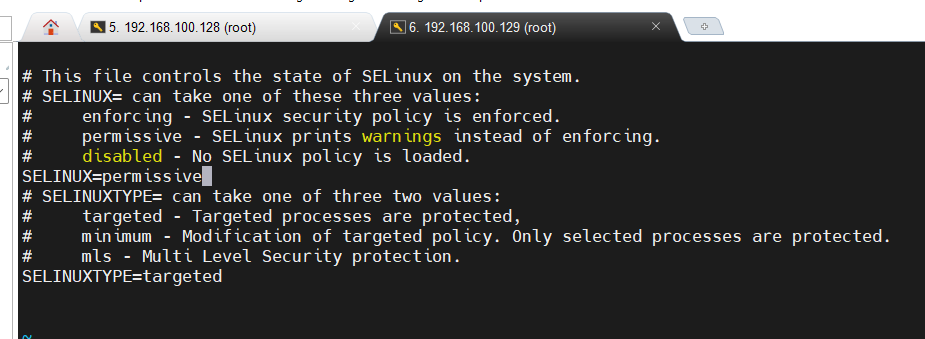 5. 192.168.100.128 (root)
6. 192.168.100.129 (root)
# This file controls the state of SELinux on the system.
# SELINUX= can take one of these three values:
#     enforcing - SELinux security policy is enforced.
#     permissive - SELinux prints warnings instead of enforcing.
#     disabled - No SELinux policy is loaded.
SELINUX=permissive
# SELINUXTYPE= can take one of three two values:
#     targeted - Targeted processes are protected,
#     minimum - Modification of targeted policy. Only selected processes are protected.
#     mls - Multi Level Security protection.
SELINUXTYPE=targeted
~